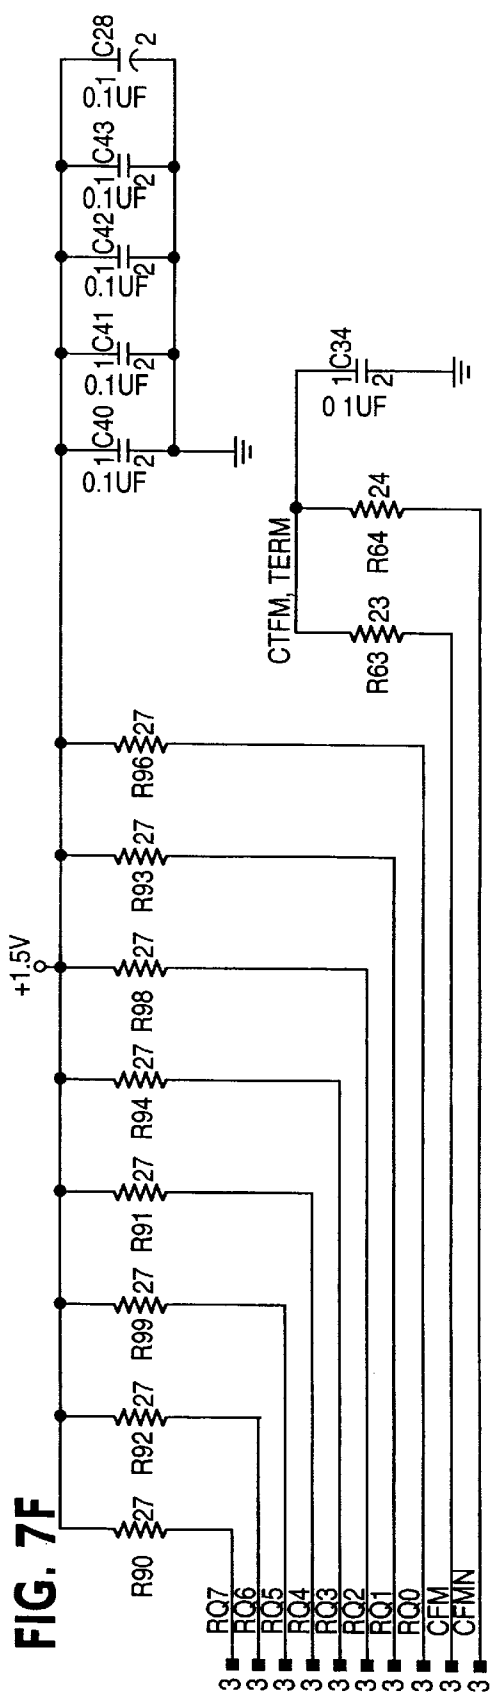 FIG. 7F
+1.5V
R90 27
R92 27
R99 27
R91 27
R94 27
R98 27
R93 27
R96 27
1 C40 2
0.1UF
1 C41 2
0.1UF
1 C42 2
0.1UF
1 C43 2
0.1UF
1 C28 2
0.1UF
CTFM, TERM
R63 23
R64 24
1 C34 2
0 1UF
3 RQ7
3 RQ6
3 RQ5
3 RQ4
3 RQ3
3 RQ2
3 RQ1
3 RQ0
3 CFM
3 CFMN